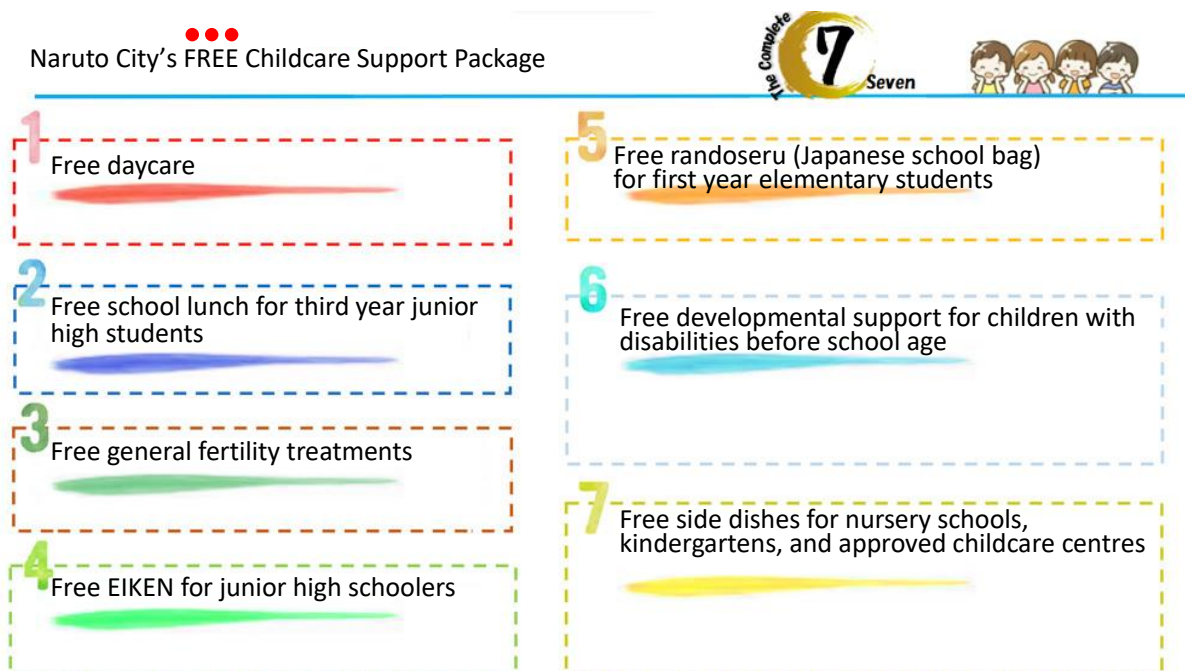 Naruto City’s FREE Childcare Support Package
The Complete
7
Seven
1
Free daycare
2
Free school lunch for third year junior
high students
3
Free general fertility treatments
4
Free EIKEN for junior high schoolers
5
Free randoseru (Japanese school bag)
for first year elementary students
6
Free developmental support for children with
disabilities before school age
7
Free side dishes for nursery schools,
kindergartens, and approved childcare centres